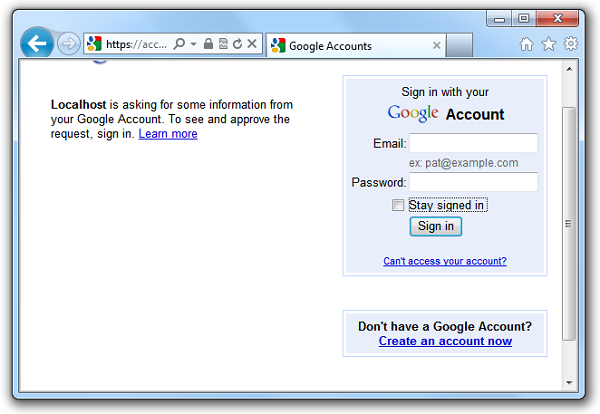 https://acc...
Google Accounts
Localhost is asking for some information from
your Google Account. To see and approve the
request, sign in. Learn more
Sign in with your
Google Account
Email:
ex: pat@example.com
Password:
Stay signed in
Sign in
Can't access your account?
Don't have a Google Account?
Create an account now